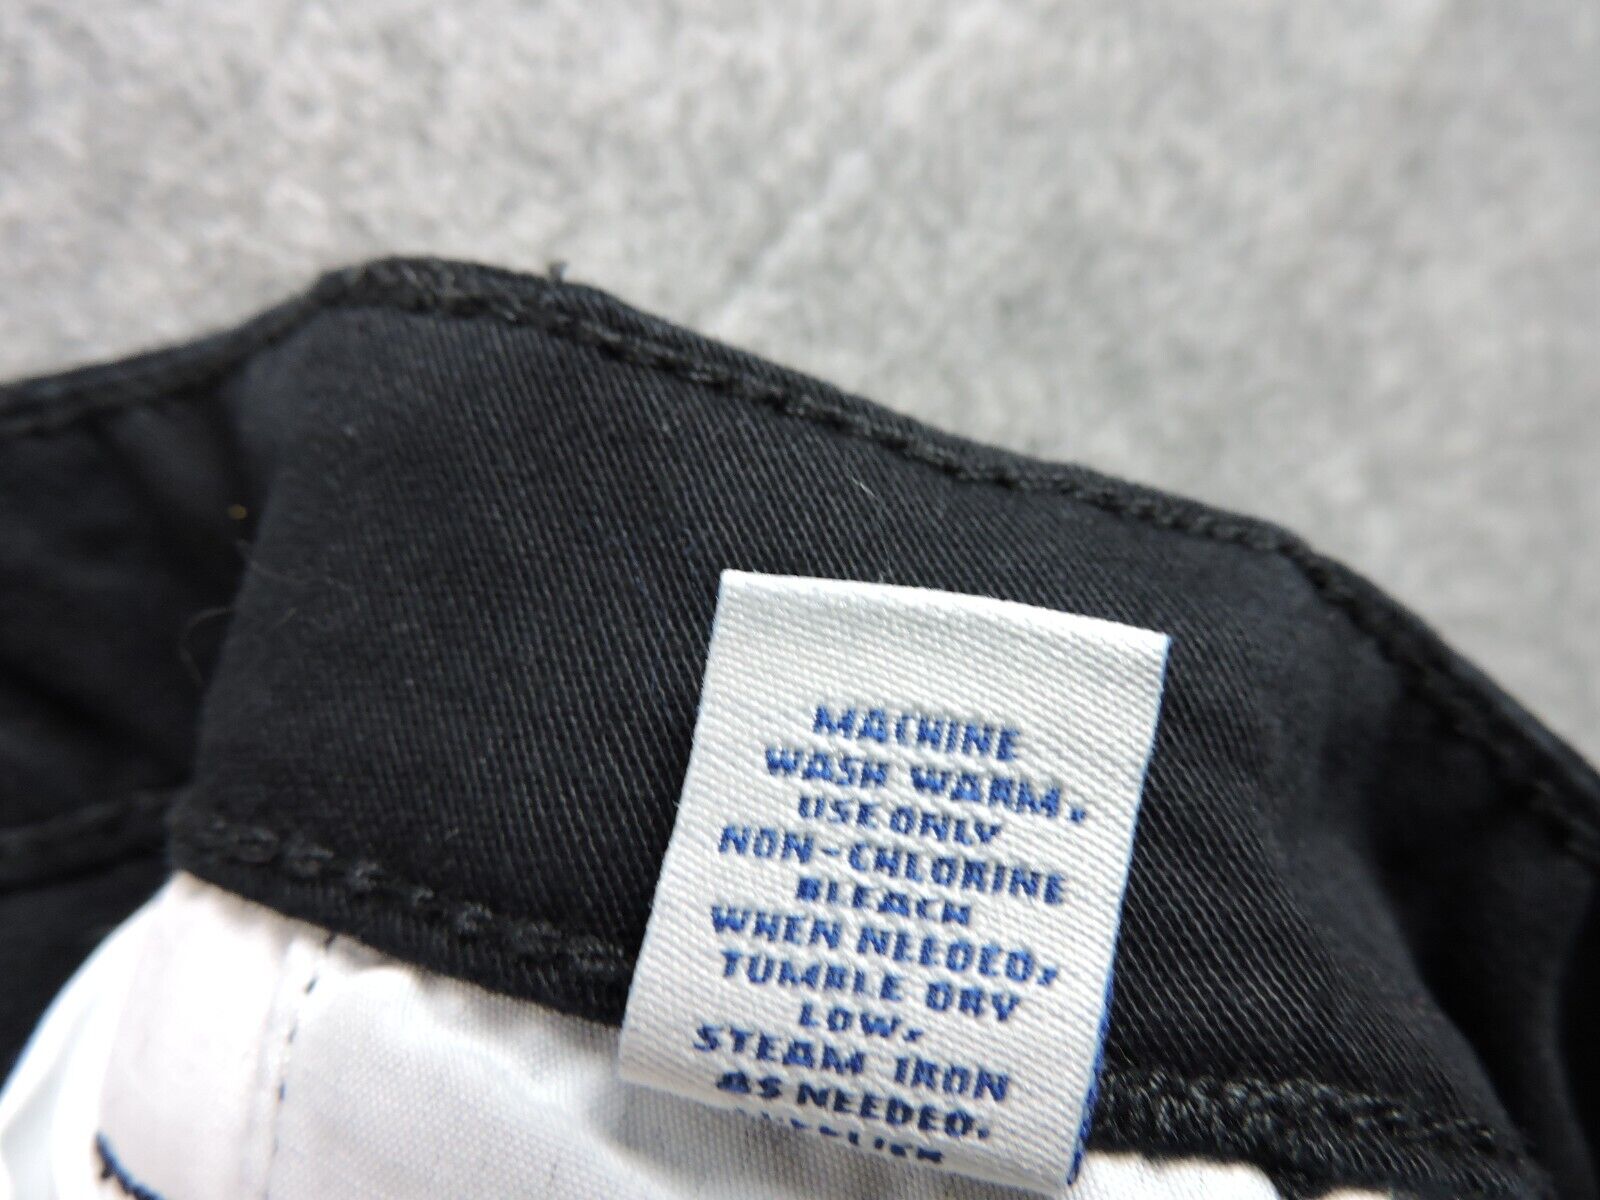 MACHINE
WASH WARM,
USE ONLY
NON-CHLORINE
BLEACH
WHEN NEEDED,
TUMBLE DRY
LOW,
STEAM IRON
AS NEEDED.